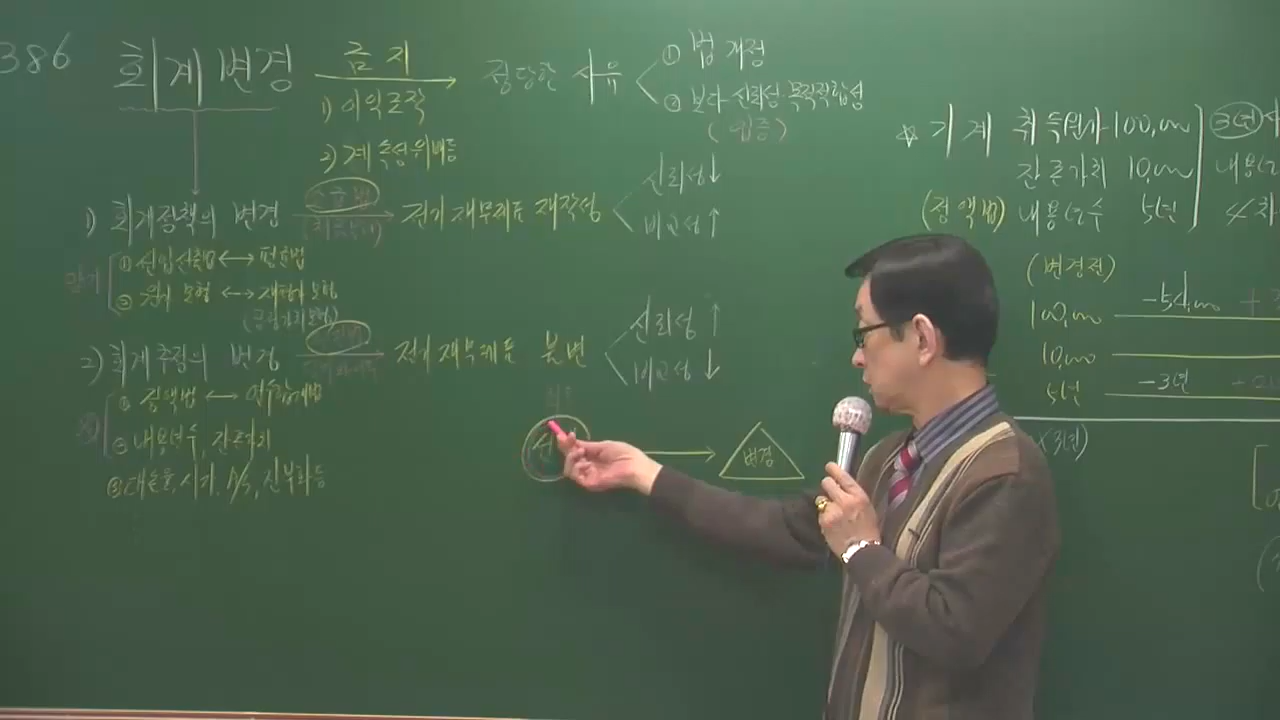 386 회계변경 금지 정당한 사유 ① 법 개정
② 보다 신뢰성 목적적합성
(입증)
1) 이익조작
2) 계속성 위배등
1) 회계정책의 변경 소급법 전기 재무제표 재작성 신뢰성↓
비교성↑
① 선입선출법 ↔ 평균법
② 원가 모형 ↔ 재평가 모형
2) 회계추정의 변경 전기 재무제표 불변 신뢰성↑
비교성↓
① 정액법 ↔ 연수합계법
② 내용년수, 잔존가치
③ 대손률, 시가, A/S, 진부화등
변경
☆ 기계 취득원가 100,000 3년
잔존가치 10,000
(정액법) 내용년수 5년
(변경전)
100,000 -54,000
10,000
5년 -3년